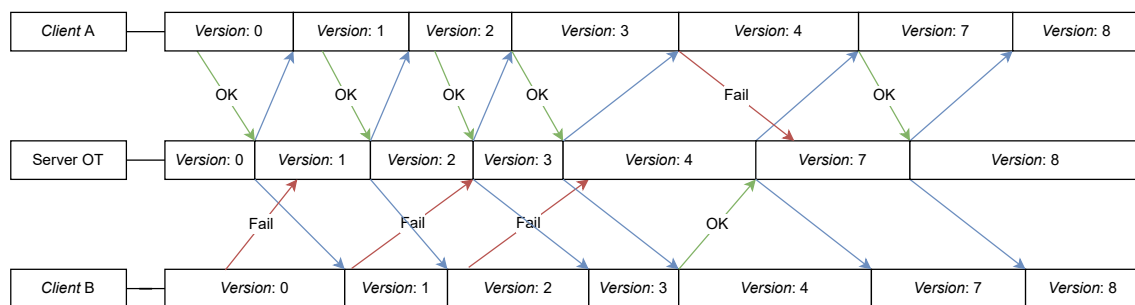 Client A
Version: 0
Version: 1
Version: 2
Version: 3
Version: 4
Version: 7
Version: 8
OK
OK
OK
OK
Fail
OK
Server OT
Version: 0
Version: 1
Version: 2
Version: 3
Version: 4
Version: 7
Version: 8
Fail
Fail
Fail
OK
Client B
Version: 0
Version: 1
Version: 2
Version: 3
Version: 4
Version: 7
Version: 8